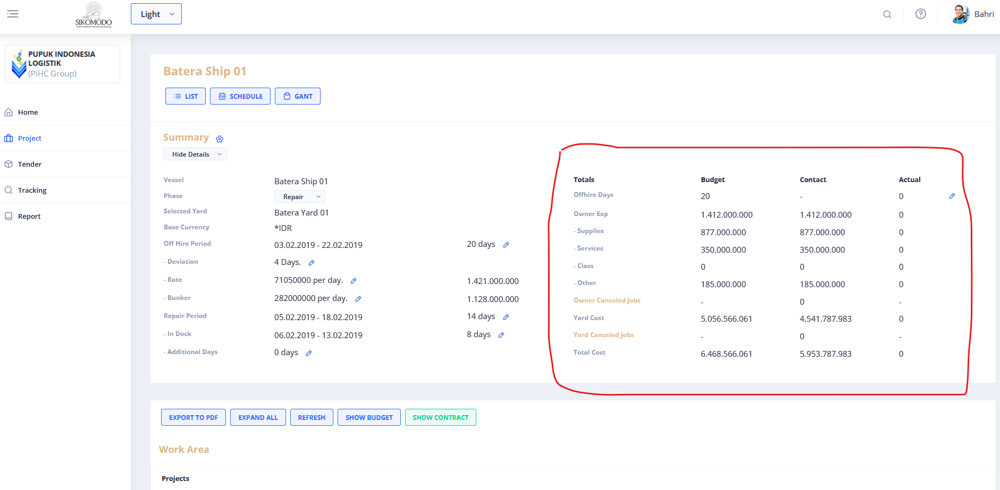 SIKOMODO
Light
Bahri
PUPUK INDONESIA
LOGISTIK
(PIHC Group)
Home
Project
Tender
Tracking
Report
Batera Ship 01
LIST SCHEDULE GANT
Summary
Hide Details
Vessel Batera Ship 01
Phase Repair
Selected Yard Batera Yard 01
Base Currency *IDR
Off Hire Period 03.02.2019 - 22.02.2019 20 days
- Deviation 4 Days.
- Rate 71050000 per day. 1.421.000.000
- Bunker 282000000 per day. 1.128.000.000
Repair Period 05.02.2019 - 18.02.2019 14 days
- In Dock 06.02.2019 - 13.02.2019 8 days
- Additional Days 0 days
Totals Budget Contact Actual
Offhire Days 20 - 0
Owner Exp 1.412.000.000 1.412.000.000 0
- Supplies 877.000.000 877.000.000 0
- Services 350.000.000 350.000.000 0
- Class 0 0 0
- Other 185.000.000 185.000.000 0
Owner Canceled Jobs - 0 -
Yard Cost 5.056.566.061 4.541.787.983 0
Yard Canceled Jobs - 0 -
Total Cost 6.468.566.061 5.953.787.983 0
EXPORT TO PDF EXPAND ALL REFRESH SHOW BUDGET SHOW CONTRACT
Work Area
Projects